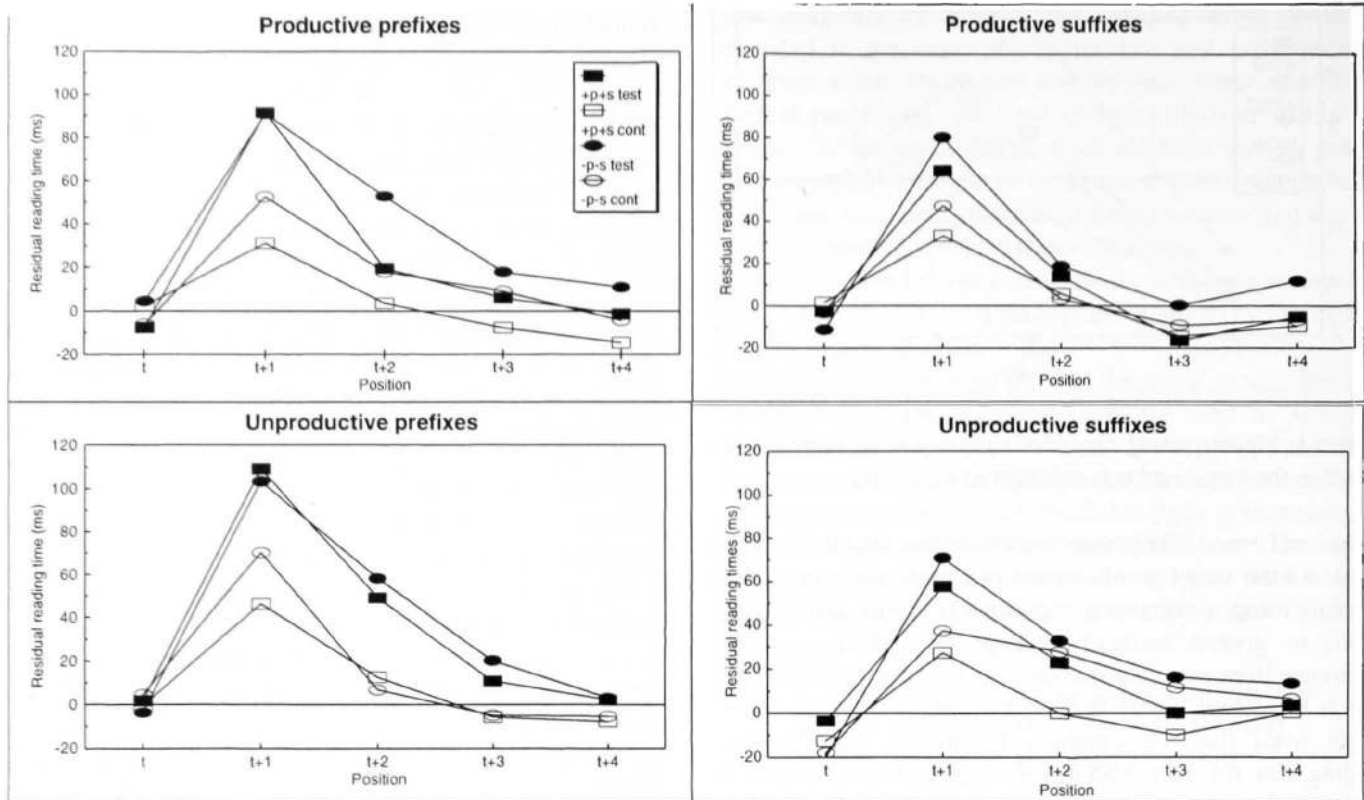 Productive prefixes
Residual reading time (ms)
120
100
80
60
40
20
0
-20
+p+s test
+p+s cont
-p-s test
-p-s cont
t
t+1
t+2
t+3
t+4
Position
Productive suffixes
Residual reading time (ms)
120
100
80
60
40
20
0
-20
t
t+1
t+2
t+3
t+4
Position
Unproductive prefixes
Residual reading time (ms)
120
100
80
60
40
20
0
-20
t
t+1
t+2
t+3
t+4
Position
Unproductive suffixes
Residual reading times (ms)
120
100
80
60
40
20
0
-20
t
t+1
t+2
t+3
t+4
Position